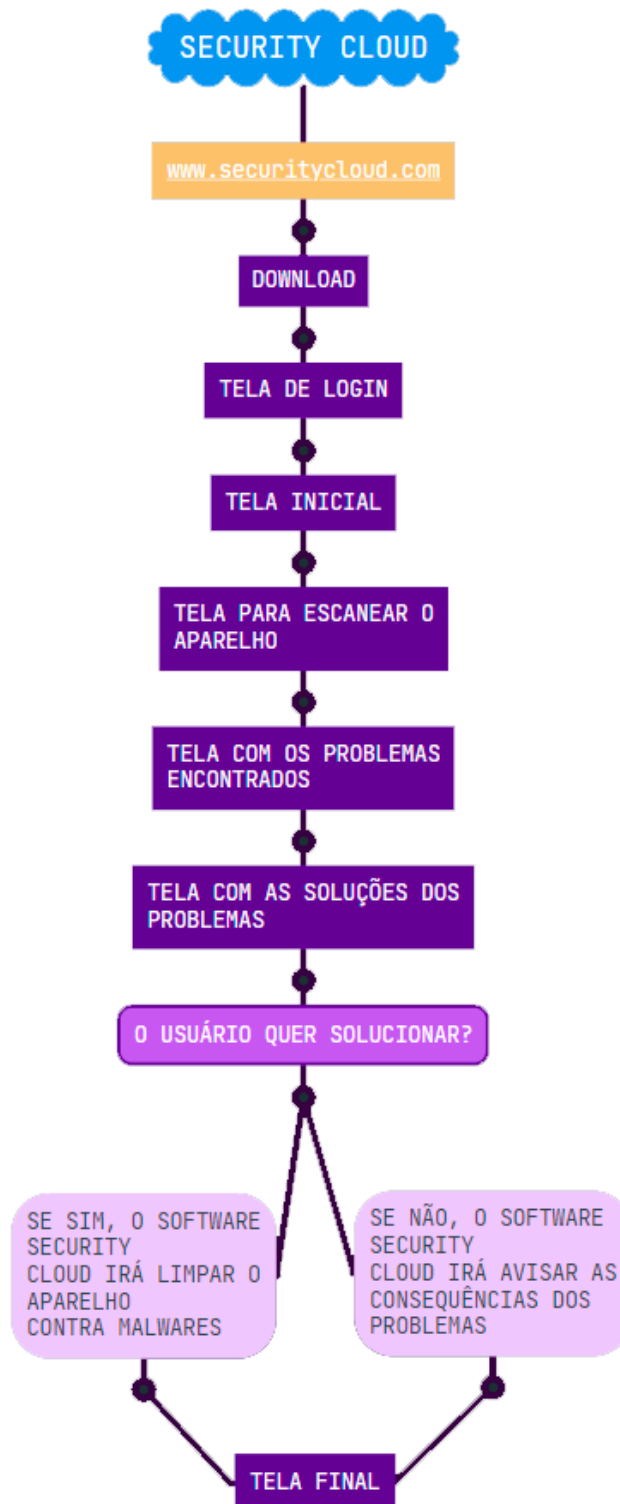 SECURITY CLOUD
www.securitycloud.com
DOWNLOAD
TELA DE LOGIN
TELA INICIAL
TELA PARA ESCANEAR O
APARELHO
TELA COM OS PROBLEMAS
ENCONTRADOS
TELA COM AS SOLUÇÕES DOS
PROBLEMAS
O USUÁRIO QUER SOLUCIONAR?
SE SIM, O SOFTWARE
SECURITY
CLOUD IRÁ LIMPAR O
APARELHO
CONTRA MALWARES
SE NÃO, O SOFTWARE
SECURITY
CLOUD IRÁ AVISAR AS
CONSEQUÊNCIAS DOS
PROBLEMAS
TELA FINAL